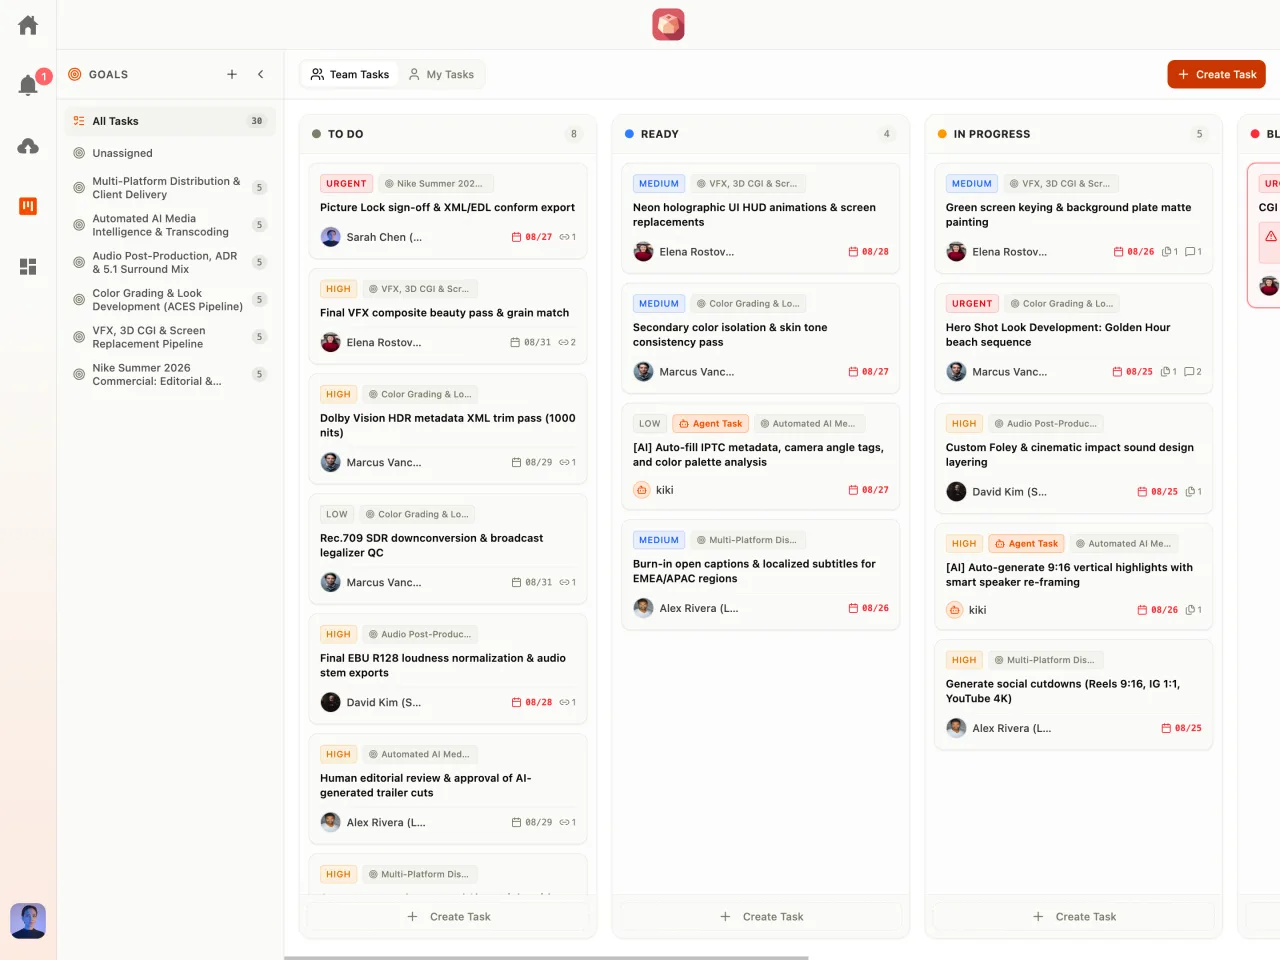 1
GOALS
All Tasks
30
Unassigned
Multi-Platform Distribution &
Client Delivery
5
Automated AI Media
Intelligence & Transcoding
5
Audio Post-Production, ADR
& 5.1 Surround Mix
5
Color Grading & Look
Development (ACES Pipeline)
5
VFX, 3D CGI & Screen
Replacement Pipeline
5
Nike Summer 2026
Commercial: Editorial &...
5
Team Tasks
My Tasks
Create Task
TO DO
8
URGENT
Nike Summer 202...
Picture Lock sign-off & XML/EDL conform export
Sarah Chen (...
08/27
1
HIGH
VFX, 3D CGI & Scr...
Final VFX composite beauty pass & grain match
Elena Rostov...
08/31
2
HIGH
Color Grading & Lo...
Dolby Vision HDR metadata XML trim pass (1000
nits)
Marcus Vanc...
08/29
1
LOW
Color Grading & Lo...
Rec.709 SDR downconversion & broadcast
legalizer QC
Marcus Vanc...
08/31
1
HIGH
Audio Post-Produc...
Final EBU R128 loudness normalization & audio
stem exports
David Kim (S...
08/28
1
HIGH
Automated AI Med...
Human editorial review & approval of AI-
generated trailer cuts
Alex Rivera (L...
08/29
1
HIGH
Multi-Platform Dis...
Create Task
READY
4
MEDIUM
VFX, 3D CGI & Scr...
Neon holographic UI HUD animations & screen
replacements
Elena Rostov...
08/28
MEDIUM
Color Grading & Lo...
Secondary color isolation & skin tone
consistency pass
Marcus Vanc...
08/27
LOW
Agent Task
Automated AI Me...
[AI] Auto-fill IPTC metadata, camera angle tags,
and color palette analysis
kiki
08/27
MEDIUM
Multi-Platform Dis...
Burn-in open captions & localized subtitles for
EMEA/APAC regions
Alex Rivera (L...
08/26
Create Task
IN PROGRESS
5
MEDIUM
VFX, 3D CGI & Scr...
Green screen keying & background plate matte
painting
Elena Rostov...
08/26
1
1
URGENT
Color Grading & Lo...
Hero Shot Look Development: Golden Hour
beach sequence
Marcus Vanc...
08/25
1
2
HIGH
Audio Post-Produc...
Custom Foley & cinematic impact sound design
layering
David Kim (S...
08/25
1
HIGH
Agent Task
Automated AI Me...
[AI] Auto-generate 9:16 vertical highlights with
smart speaker re-framing
kiki
08/26
1
HIGH
Multi-Platform Dis...
Generate social cutdowns (Reels 9:16, IG 1:1,
YouTube 4K)
Alex Rivera (L...
08/25
Create Task
BL
UR
CGI